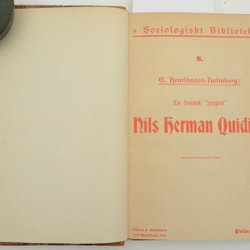 Sociologiskt Bibliotek
8.
G. Henriksson-Holmberg:
En Svensk "utopist"
Nils Herman Quiding